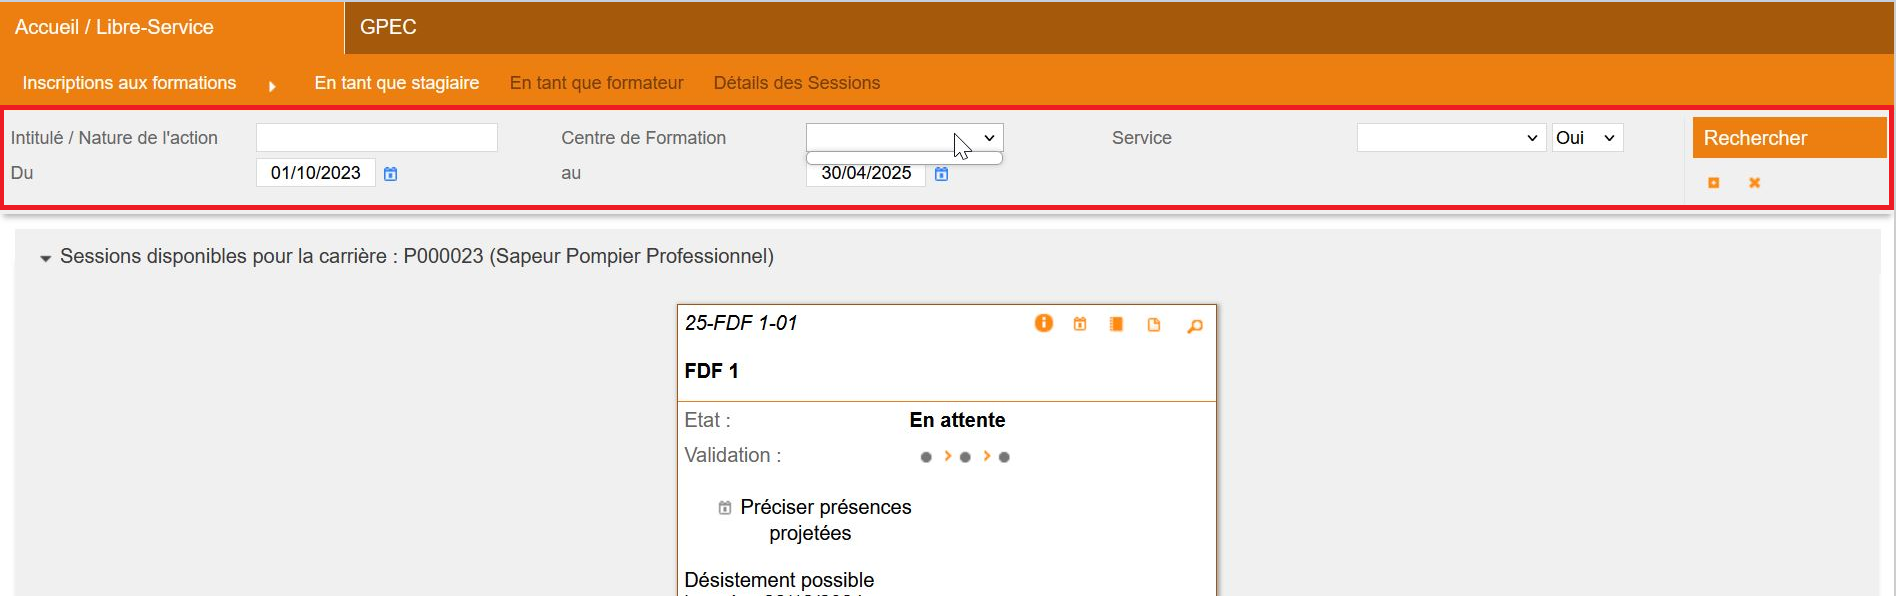 Accueil / Libre-Service GPEC
Inscriptions aux formations En tant que stagiaire En tant que formateur Détails des Sessions
Intitulé / Nature de l'action Centre de Formation Service Oui Rechercher
Du 01/10/2023 au 30/04/2025
Sessions disponibles pour la carrière : P000023 (Sapeur Pompier Professionnel)
25-FDF 1-01
FDF 1
Etat : En attente
Validation :
Préciser présences
projetées
Désistement possible